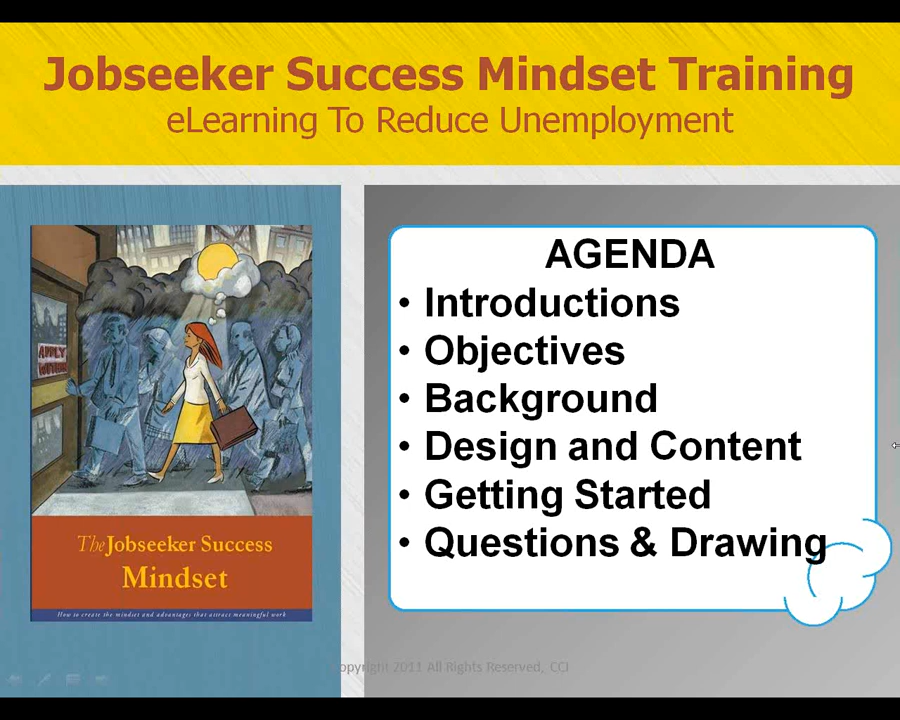 Jobseeker Success Mindset Training
eLearning To Reduce Unemployment
APPLY
WITHIN
The Jobseeker Success
Mindset
How to create the mindset and advantages that attract meaningful work
AGENDA
• Introductions
• Objectives
• Background
• Design and Content
• Getting Started
• Questions & Drawing
Copyright 2011 All Rights Reserved, CCI